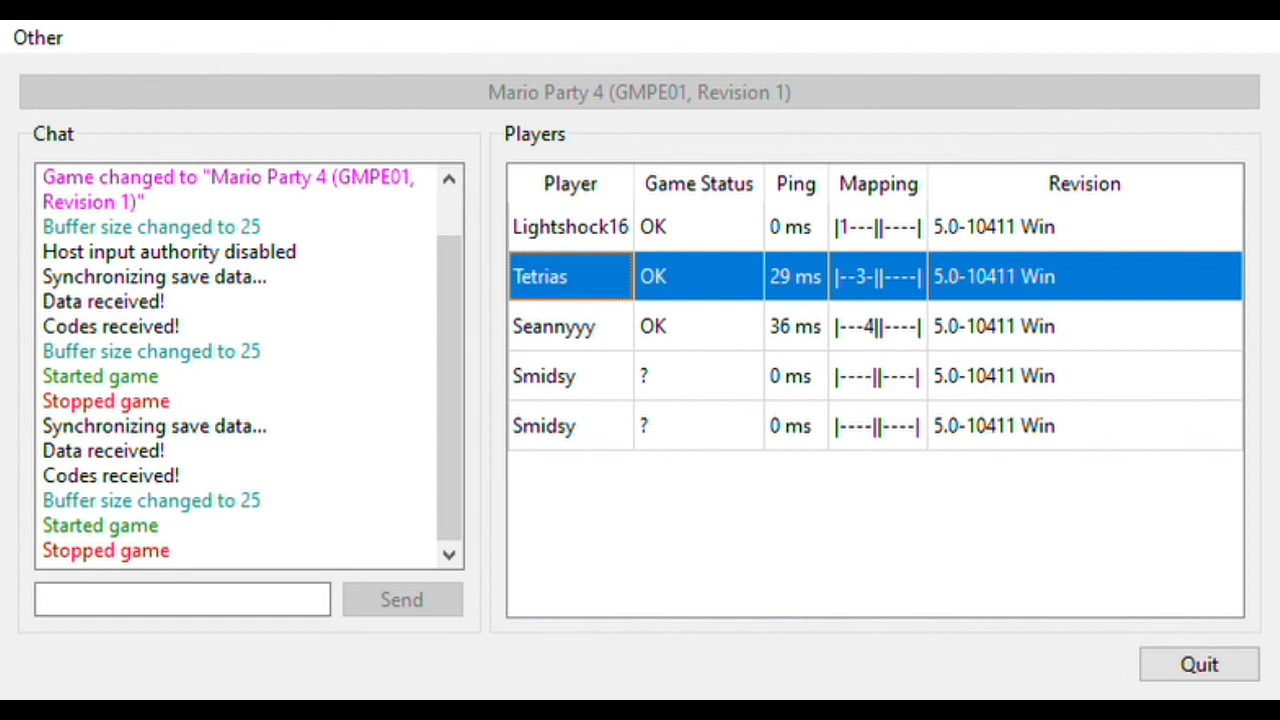 Other
Mario Party 4 (GMPE01, Revision 1)
Chat
Game changed to "Mario Party 4 (GMPE01,
Revision 1)"
Buffer size changed to 25
Host input authority disabled
Synchronizing save data...
Data received!
Codes received!
Buffer size changed to 25
Started game
Stopped game
Synchronizing save data...
Data received!
Codes received!
Buffer size changed to 25
Started game
Stopped game
Send
Players
Player Game Status Ping Mapping Revision
Lightshock16 OK 0 ms |1---||----| 5.0-10411 Win
Tetrias OK 29 ms |--3-||----| 5.0-10411 Win
Seannyyy OK 36 ms |---4||----| 5.0-10411 Win
Smidsy ? 0 ms |----||----| 5.0-10411 Win
Smidsy ? 0 ms |----||----| 5.0-10411 Win
Quit